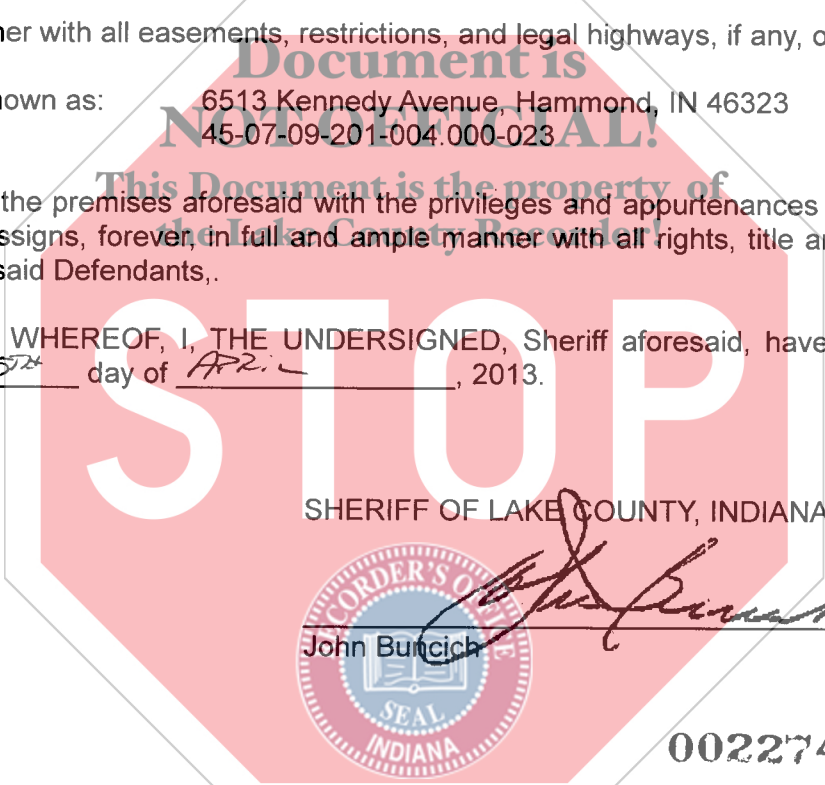 ner with all easements, restrictions, and legal highways, if any, o
Document is
nown as: 6513 Kennedy Avenue, Hammond, IN 46323
NOT OFFICIAL!
45-07-09-201-004.000-023
This Document is the property of
the premises aforesaid with the privileges and appurtenances
the Lake County Recorder!
ssigns, forever, in full and ample manner with all rights, title a
said Defendants,.
WHEREOF, I, THE UNDERSIGNED, Sheriff aforesaid, have
day of April, 2013.
STOP
SHERIFF OF LAKE COUNTY, INDIANA
John Buncich
RECORDER'S OFFICE
SEAL
INDIANA
002274